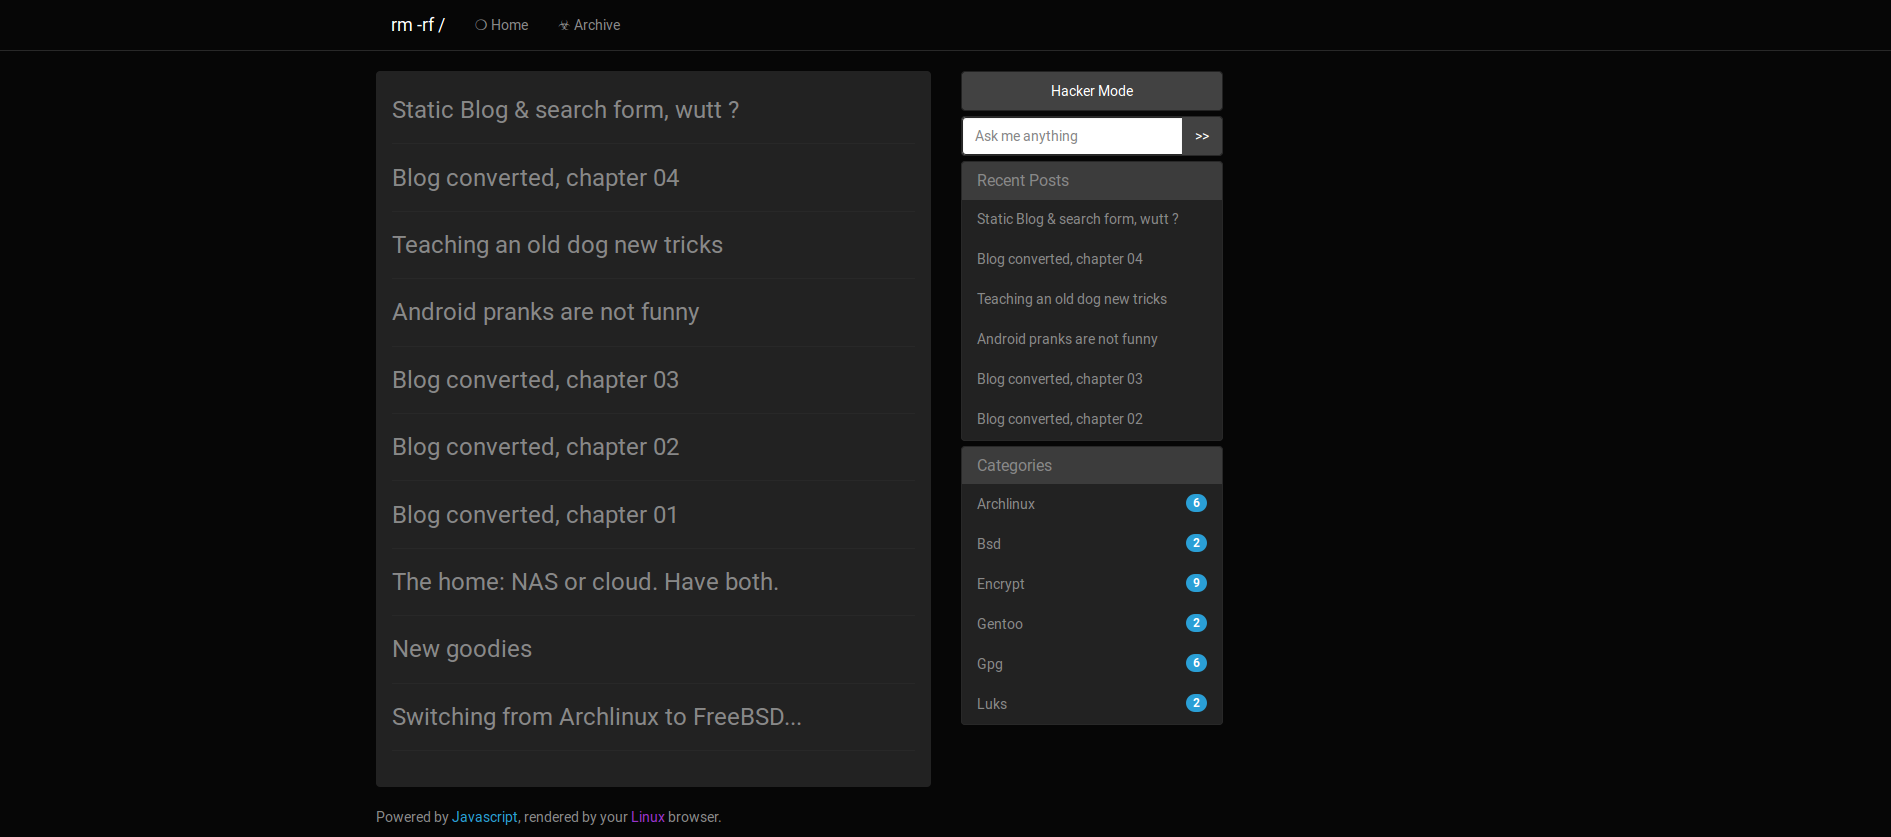 rm -rf /
❍ Home
☣ Archive
Static Blog & search form, wutt ?
Blog converted, chapter 04
Teaching an old dog new tricks
Android pranks are not funny
Blog converted, chapter 03
Blog converted, chapter 02
Blog converted, chapter 01
The home: NAS or cloud. Have both.
New goodies
Switching from Archlinux to FreeBSD...
Hacker Mode
Ask me anything
>>
Recent Posts
Static Blog & search form, wutt ?
Blog converted, chapter 04
Teaching an old dog new tricks
Android pranks are not funny
Blog converted, chapter 03
Blog converted, chapter 02
Categories
Archlinux 6
Bsd 2
Encrypt 9
Gentoo 2
Gpg 6
Luks 2
Powered by Javascript, rendered by your Linux browser.